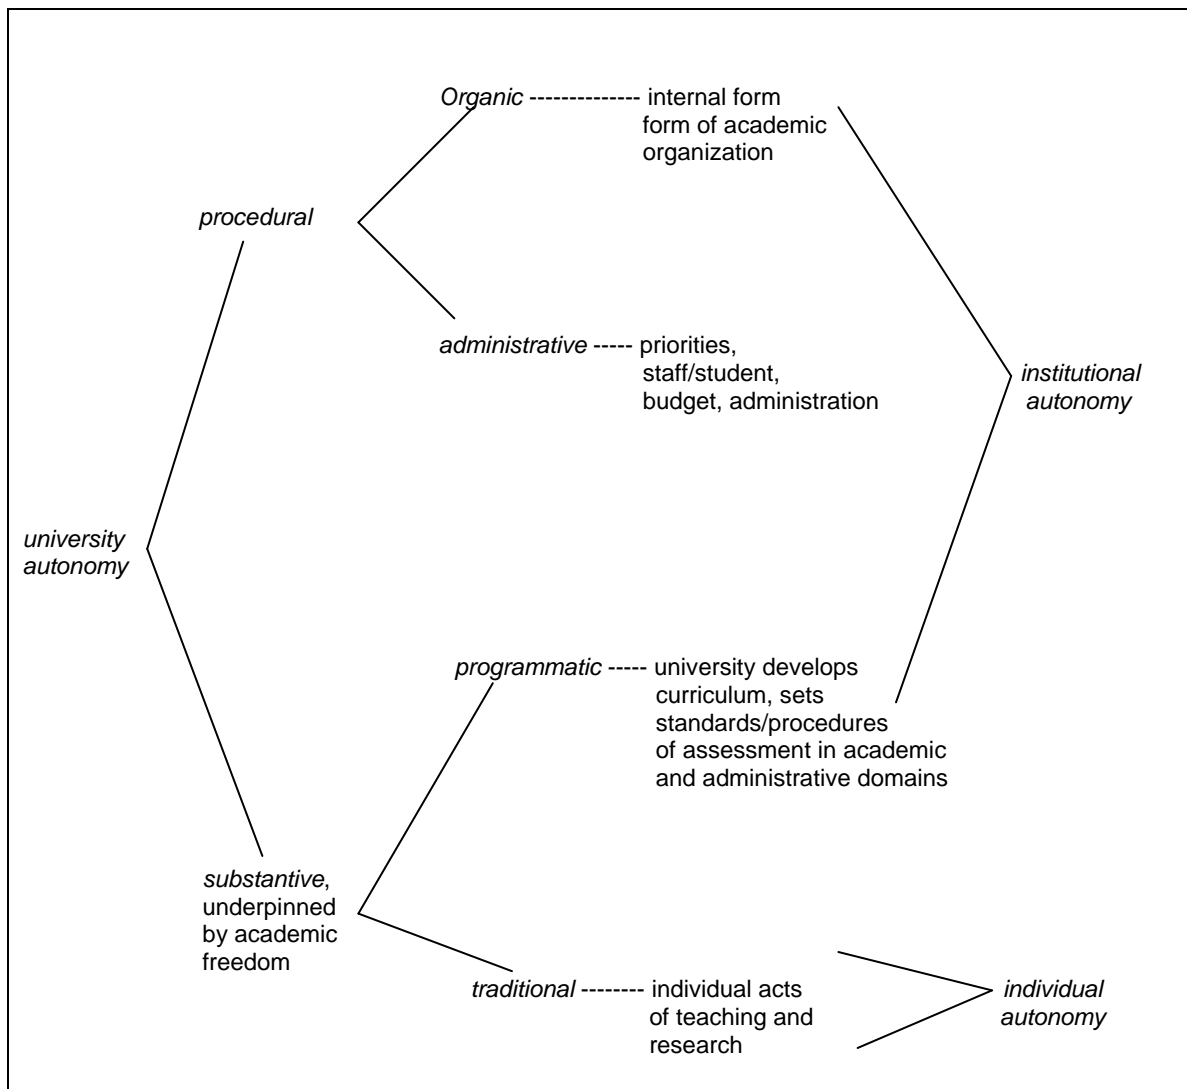 Organic -------------- internal form
form of academic
organization
procedural
administrative ----- priorities,
staff/student,
budget, administration
institutional
autonomy
university
autonomy
programmatic ----- university develops
curriculum, sets
standards/procedures
of assessment in academic
and administrative domains
substantive,
underpinned
by academic
freedom
traditional -------- individual acts
of teaching and
research
individual
autonomy